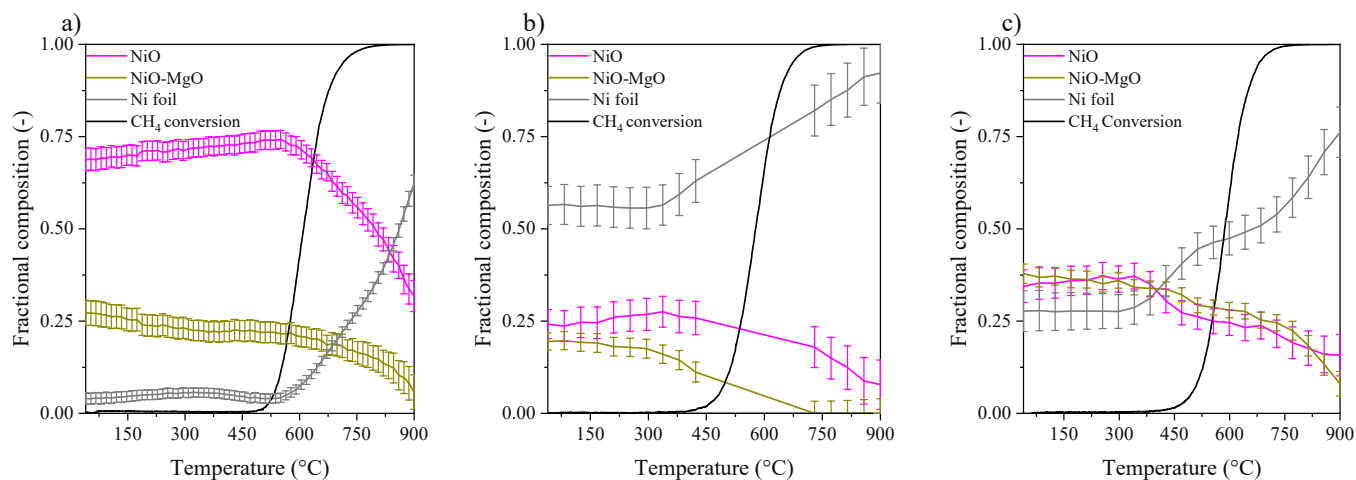 a)
1.00
0.75
0.50
0.25
0.00
Fractional composition (-)
NiO
NiO-MgO
Ni foil
CH₄ conversion
150 300 450 600 750 900
Temperature (°C)
b)
1.00
0.75
0.50
0.25
0.00
Fractional composition (-)
NiO
NiO-MgO
Ni foil
CH₄ Conversion
150 300 450 600 750 900
Temperature (°C)
c)
1.00
0.75
0.50
0.25
0.00
Fractional composition (-)
NiO
NiO-MgO
Ni foil
CH₄ Conversion
150 300 450 600 750 900
Temperature (°C)